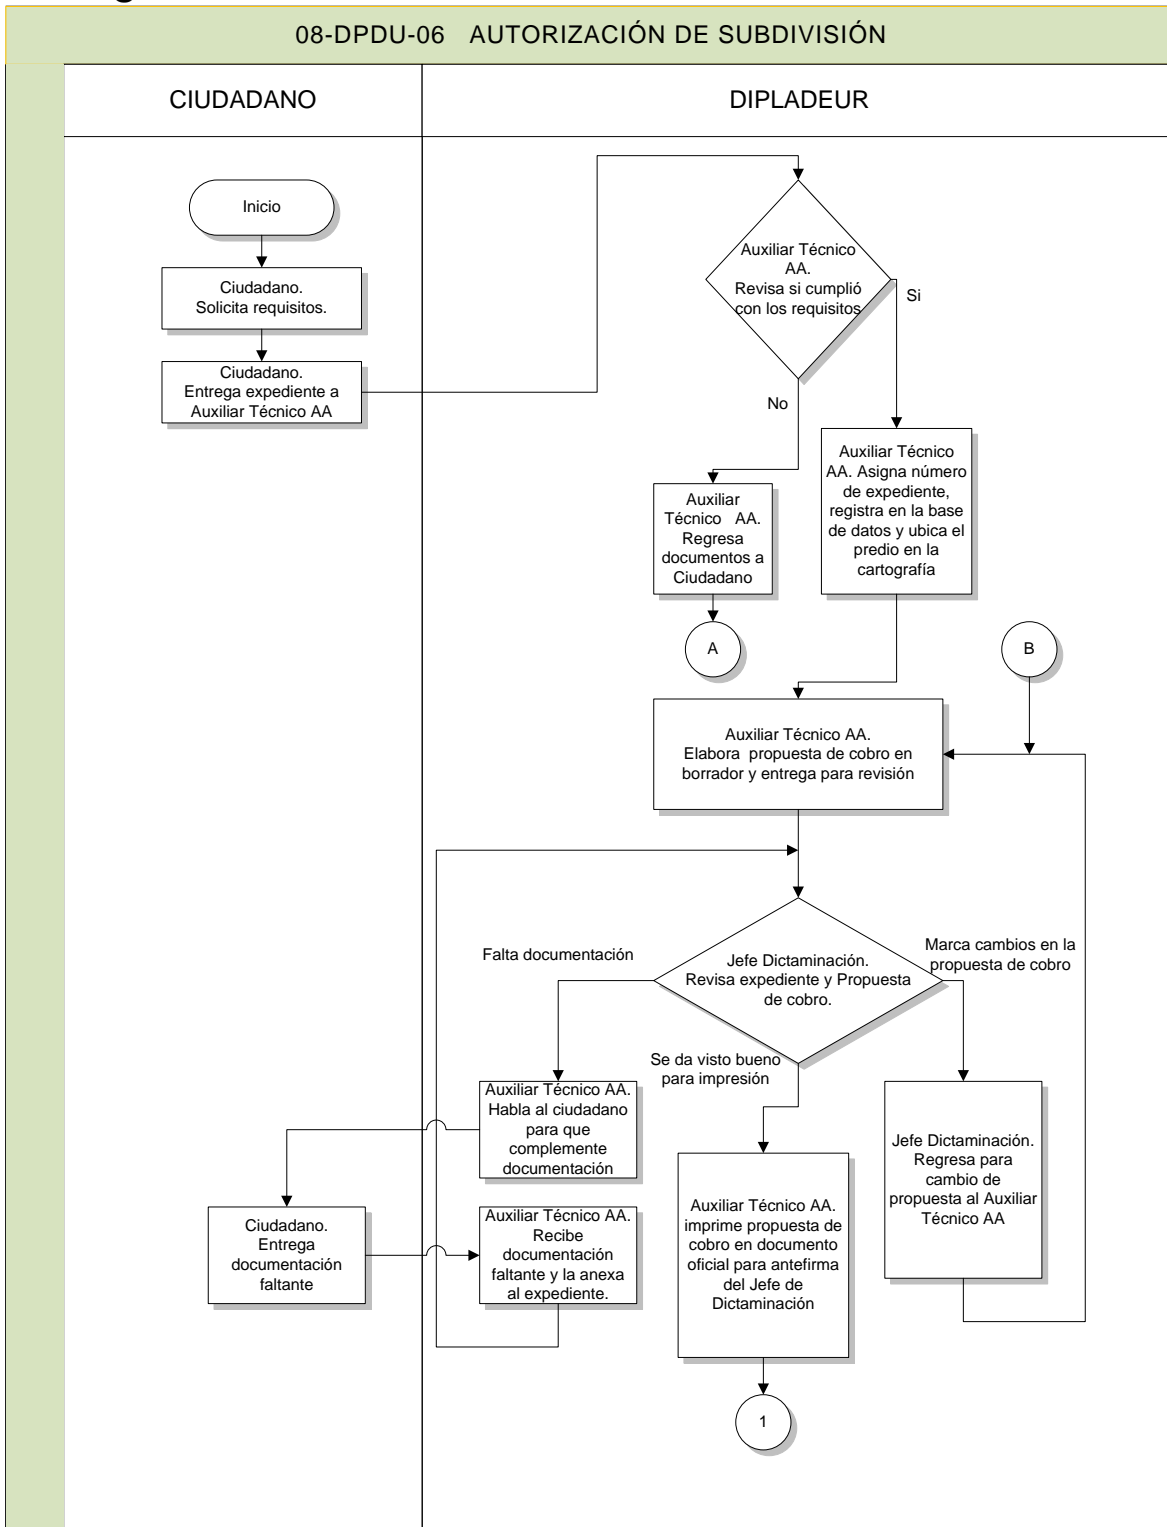 08-DPDU-06 AUTORIZACIÓN DE SUBDIVISIÓN
CIUDADANO
DIPLADEUR
Inicio
Ciudadano.
Solicita requisitos.
Ciudadano.
Entrega expediente a
Auxiliar Técnico AA
Auxiliar Técnico
AA.
Revisa si cumplió
con los requisitos
Si
No
Auxiliar Técnico
AA. Asigna número
de expediente,
registra en la base
de datos y ubica el
predio en la
cartografía
Auxiliar
Técnico AA.
Regresa
documentos a
Ciudadano
A
B
Auxiliar Técnico AA.
Elabora propuesta de cobro en
borrador y entrega para revisión
Falta documentación
Jefe Dictaminación.
Revisa expediente y Propuesta
de cobro.
Marca cambios en la
propuesta de cobro
Se da visto bueno
para impresión
Auxiliar Técnico AA.
Habla al ciudadano
para que
complemente
documentación
Jefe Dictaminación.
Regresa para
cambio de
propuesta al Auxiliar
Técnico AA
Ciudadano.
Entrega
documentación
faltante
Auxiliar Técnico AA.
Recibe
documentación
faltante y la anexa
al expediente.
Auxiliar Técnico AA.
imprime propuesta de
cobro en documento
oficial para antefirma
del Jefe de
Dictaminación
1